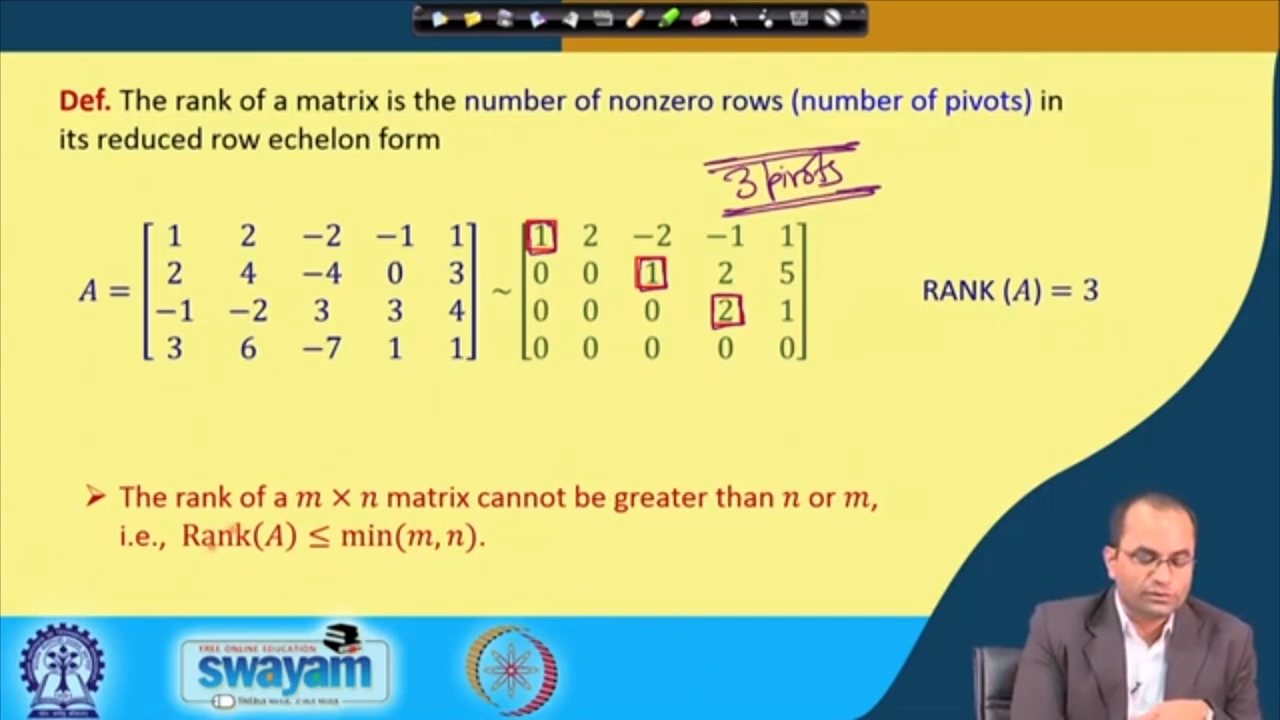 Def. The rank of a matrix is the number of nonzero rows (number of pivots) in
its reduced row echelon form
3 pivots
A = [1 2 −2 −1 1; 2 4 −4 0 3; −1 −2 3 3 4; 3 6 −7 1 1] ~ [1 2 −2 −1 1; 0 0 1 2 5; 0 0 0 2 1; 0 0 0 0 0] RANK (A) = 3
➢ The rank of a m × n matrix cannot be greater than n or m,
i.e., Rank(A) ≤ min(m, n).
FREE ONLINE EDUCATION
swayam